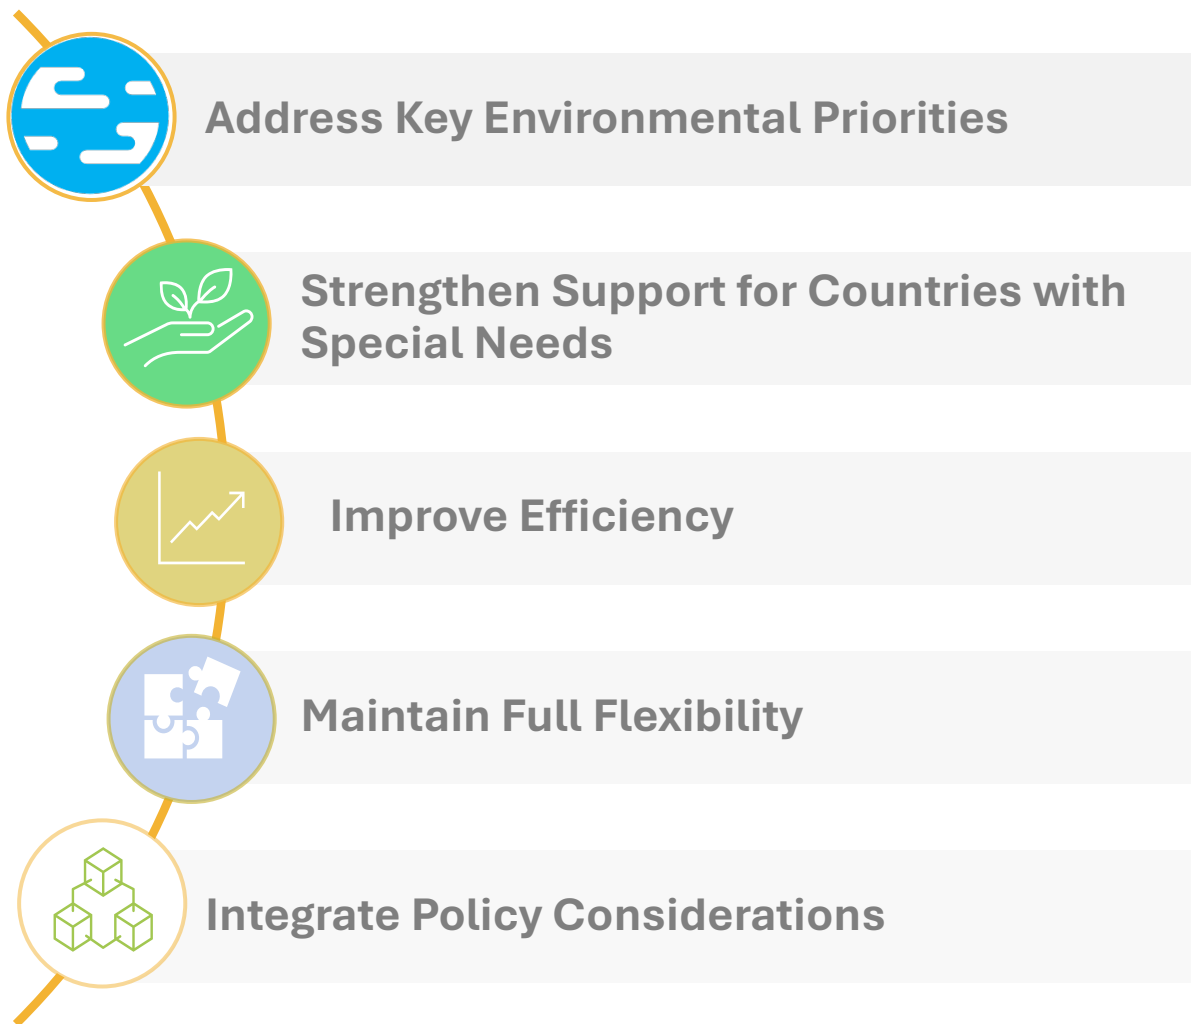 Address Key Environmental Priorities
Strengthen Support for Countries with
Special Needs
Improve Efficiency
Maintain Full Flexibility
Integrate Policy Considerations